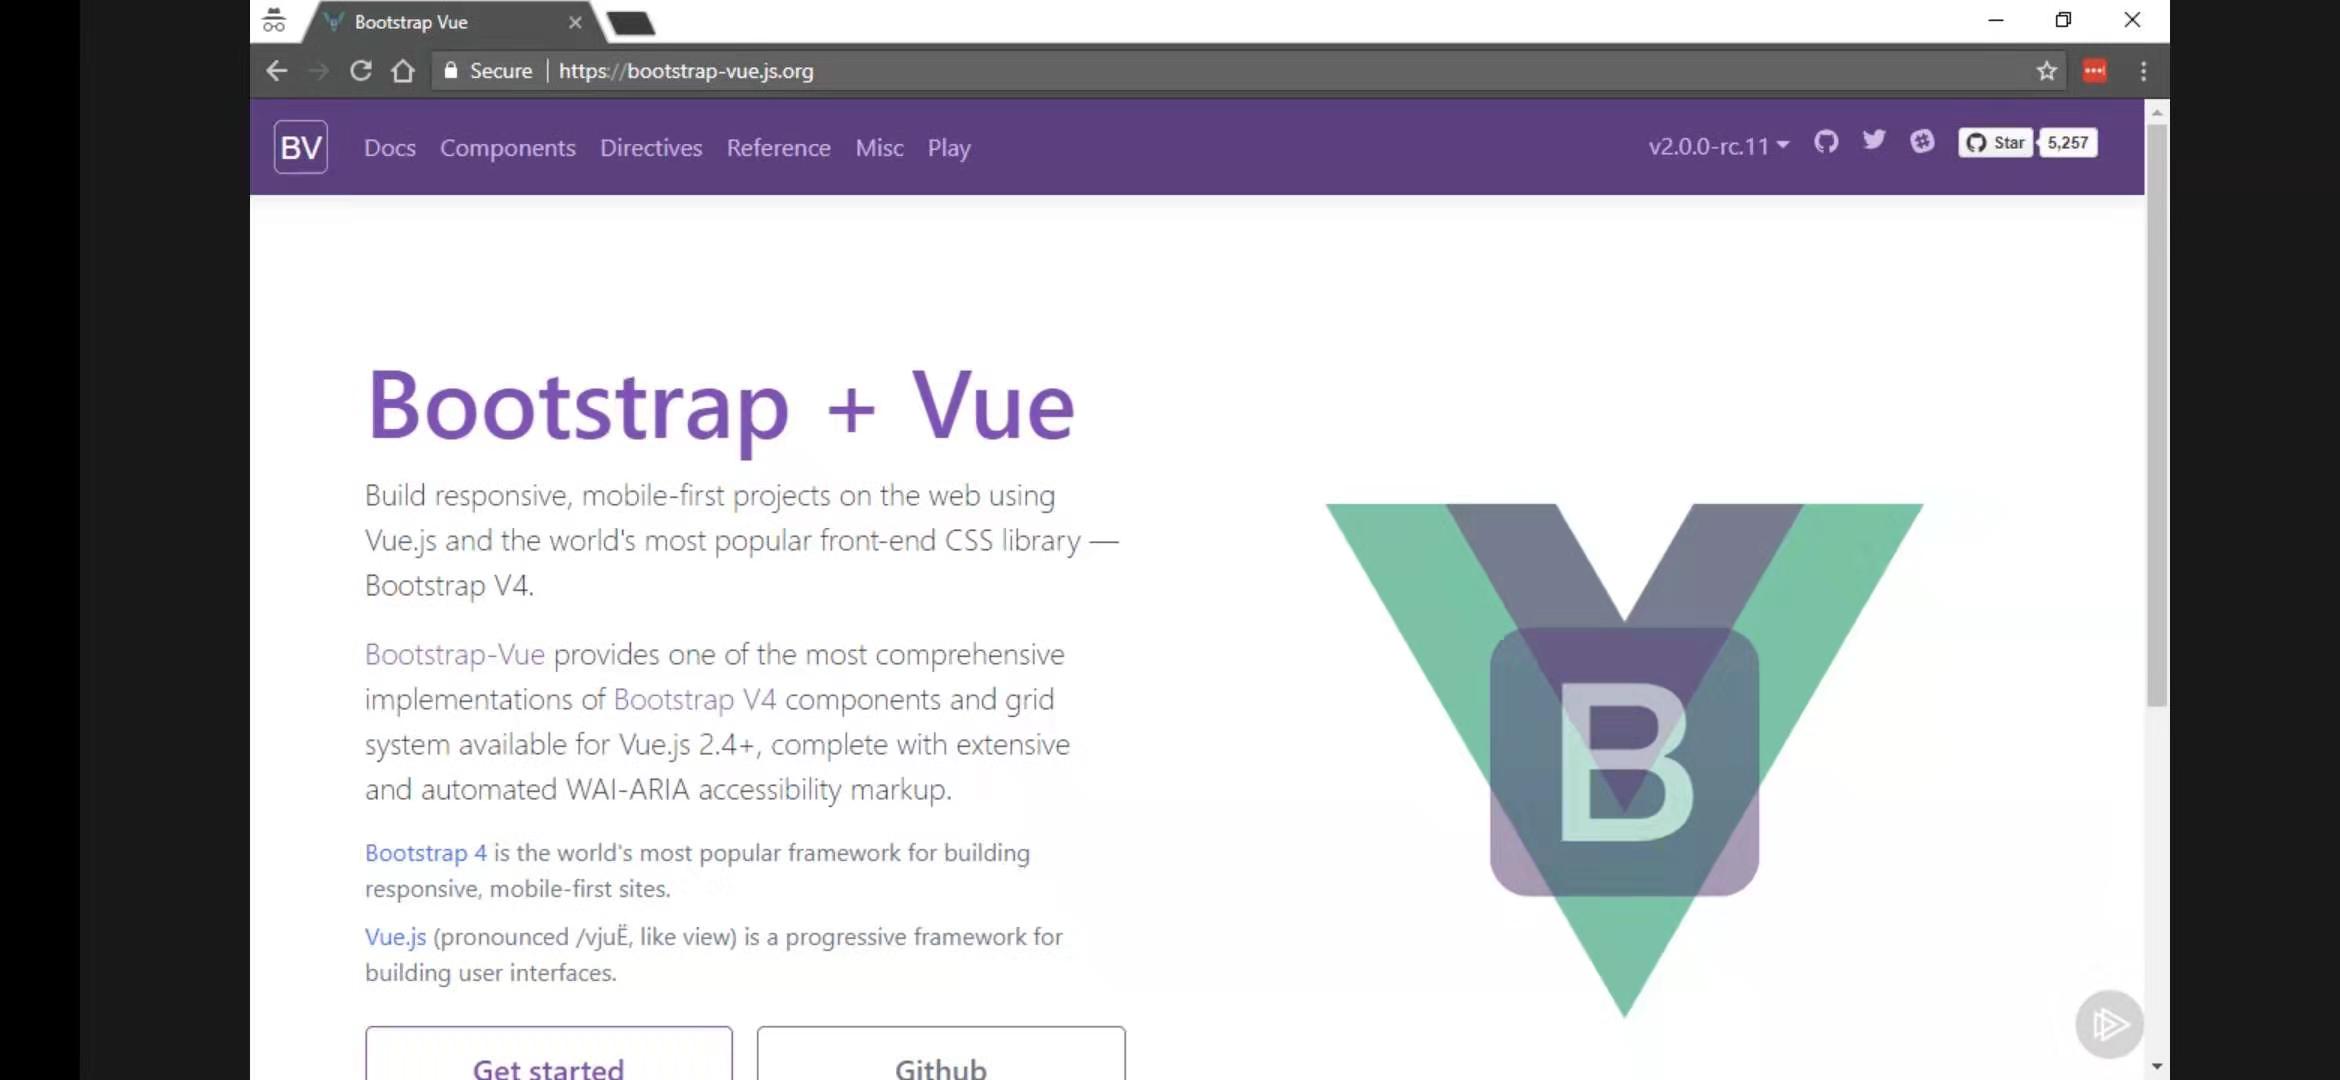 Bootstrap Vue
Secure https://bootstrap-vue.js.org
BV Docs Components Directives Reference Misc Play v2.0.0-rc.11 Star 5,257
Bootstrap + Vue
Build responsive, mobile-first projects on the web using
Vue.js and the world's most popular front-end CSS library —
Bootstrap V4.
Bootstrap-Vue provides one of the most comprehensive
implementations of Bootstrap V4 components and grid
system available for Vue.js 2.4+, complete with extensive
and automated WAI-ARIA accessibility markup.
Bootstrap 4 is the world's most popular framework for building
responsive, mobile-first sites.
Vue.js (pronounced /vjuË, like view) is a progressive framework for
building user interfaces.
Get started Github
B